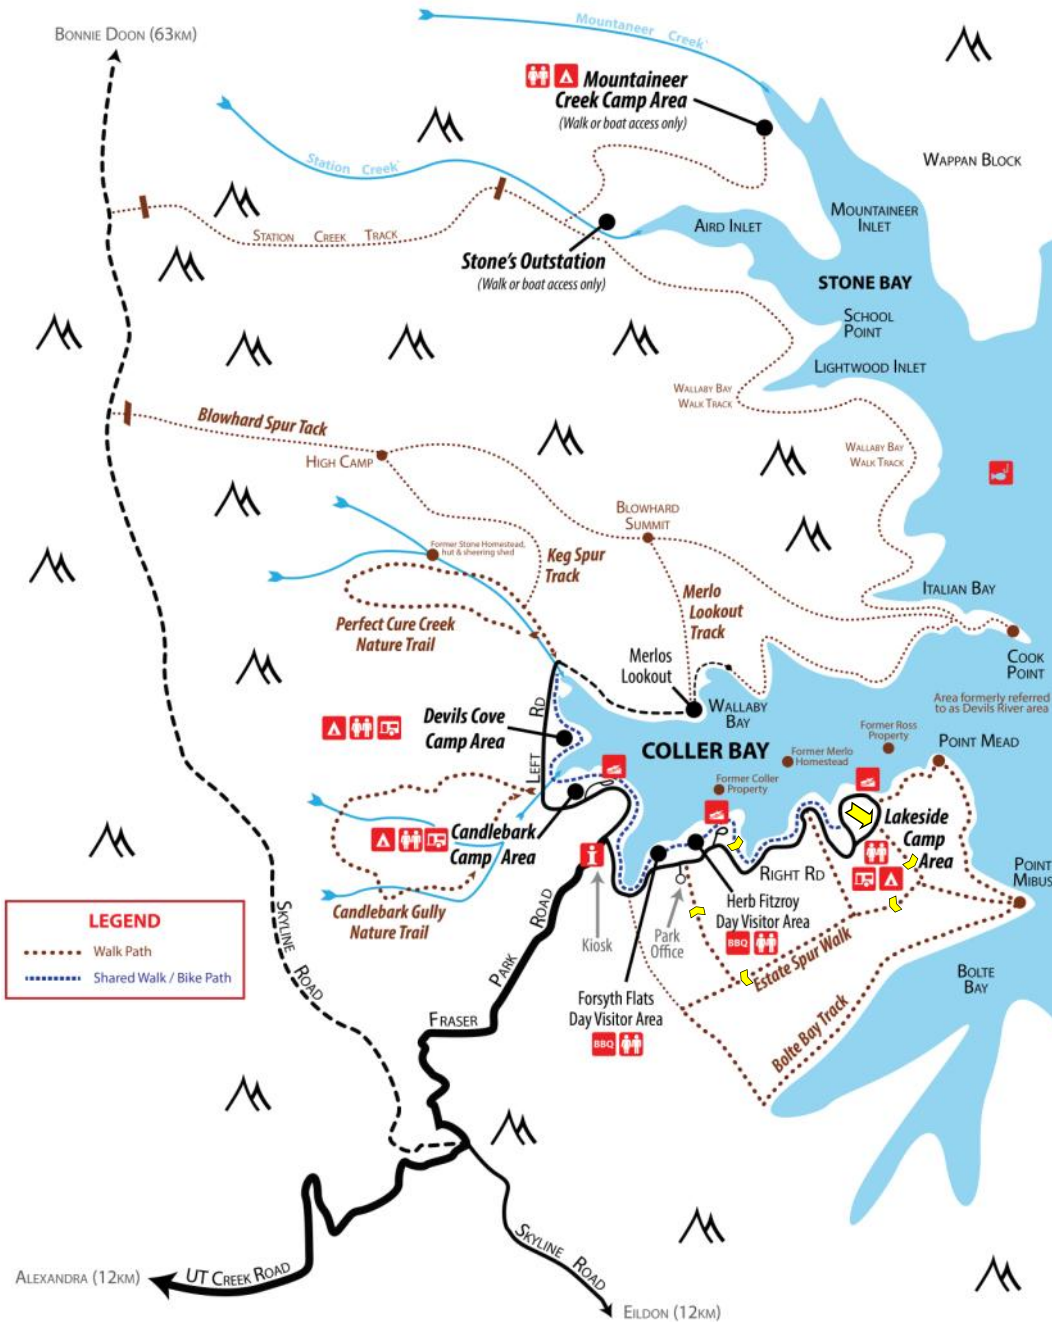 BONNIE DOON (63KM)
Mountaneer Creek
Mountaineer
Creek Camp Area
(Walk or boat access only)
WAPPAN BLOCK
Station Creek
STATION CREEK TRACK
AIRD INLET
MOUNTAINEER
INLET
Stone's Outstation
(Walk or boat access only)
STONE BAY
SCHOOL
POINT
LIGHTWOOD INLET
WALLABY BAY
WALK TRACK
WALLABY BAY
WALK TRACK
Blowhard Spur Tack
HIGH CAMP
BLOWHARD
SUMMIT
Former Stone Homestead,
hut & sheering shed
Keg Spur
Track
Merlo
Lookout
Track
ITALIAN BAY
Perfect Cure Creek
Nature Trail
Merlos
Lookout
COOK
POINT
Area formerly referred
to as Devils River area
WALLABY
BAY
Devils Cove
Camp Area
LEFT RD
COLLER BAY
Former Ross
Property
Former Merlo
Homestead
POINT MEAD
Former Coller
Property
Candlebark
Camp Area
Lakeside
Camp
Area
i
RIGHT RD
POINT
MIBUS
Herb Fitzroy
Day Visitor Area
BBQ
Candlebark Gully
Nature Trail
Kiosk
Park
Office
Estate Spur Walk
BOLTE
BAY
LEGEND
Walk Path
Shared Walk / Bike Path
SKYLINE ROAD
FRASER PARK ROAD
Forsyth Flats
Day Visitor Area
BBQ
Bolte Bay Track
SKYLINE ROAD
ALEXANDRA (12KM)
UT CREEK ROAD
EILDON (12KM)